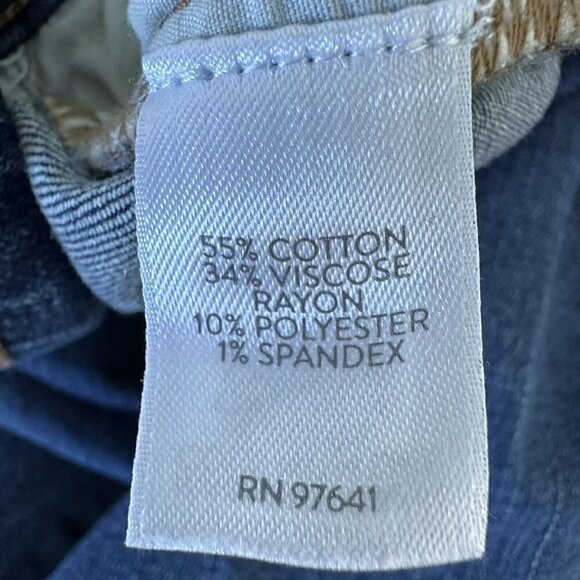 55% COTTON
34% VISCOSE
RAYON
10% POLYESTER
1% SPANDEX
RN 97641